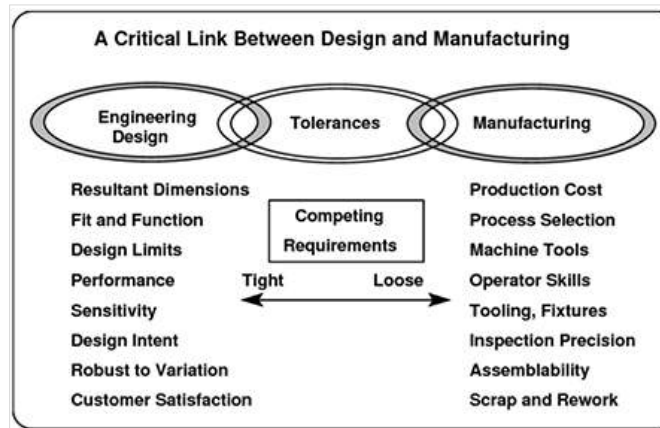 A Critical Link Between Design and Manufacturing
Engineering
Design
Tolerances
Manufacturing
Resultant Dimensions
Fit and Function
Design Limits
Performance
Sensitivity
Design Intent
Robust to Variation
Customer Satisfaction
Competing
Requirements
Tight
Loose
Production Cost
Process Selection
Machine Tools
Operator Skills
Tooling, Fixtures
Inspection Precision
Assemblability
Scrap and Rework